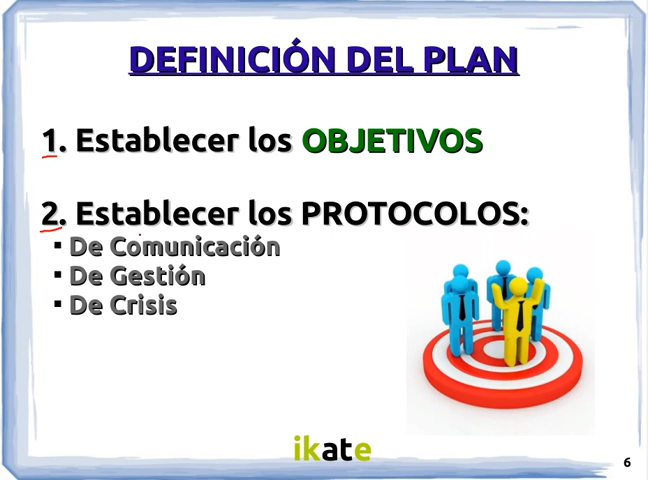 DEFINICIÓN DEL PLAN
1. Establecer los OBJETIVOS
2. Establecer los PROTOCOLOS:
▪ De Comunicación
▪ De Gestión
▪ De Crisis
ikate
6